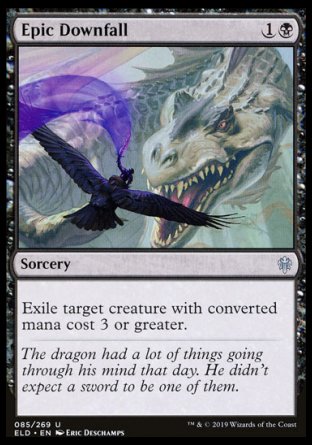 Epic Downfall 1
Sorcery
Exile target creature with converted
mana cost 3 or greater.
The dragon had a lot of things going
through his mind that day. He didn't
expect a sword to be one of them.
085/269 U
ELD • EN Eric Deschamps
™ & © 2019 Wizards of the Coast